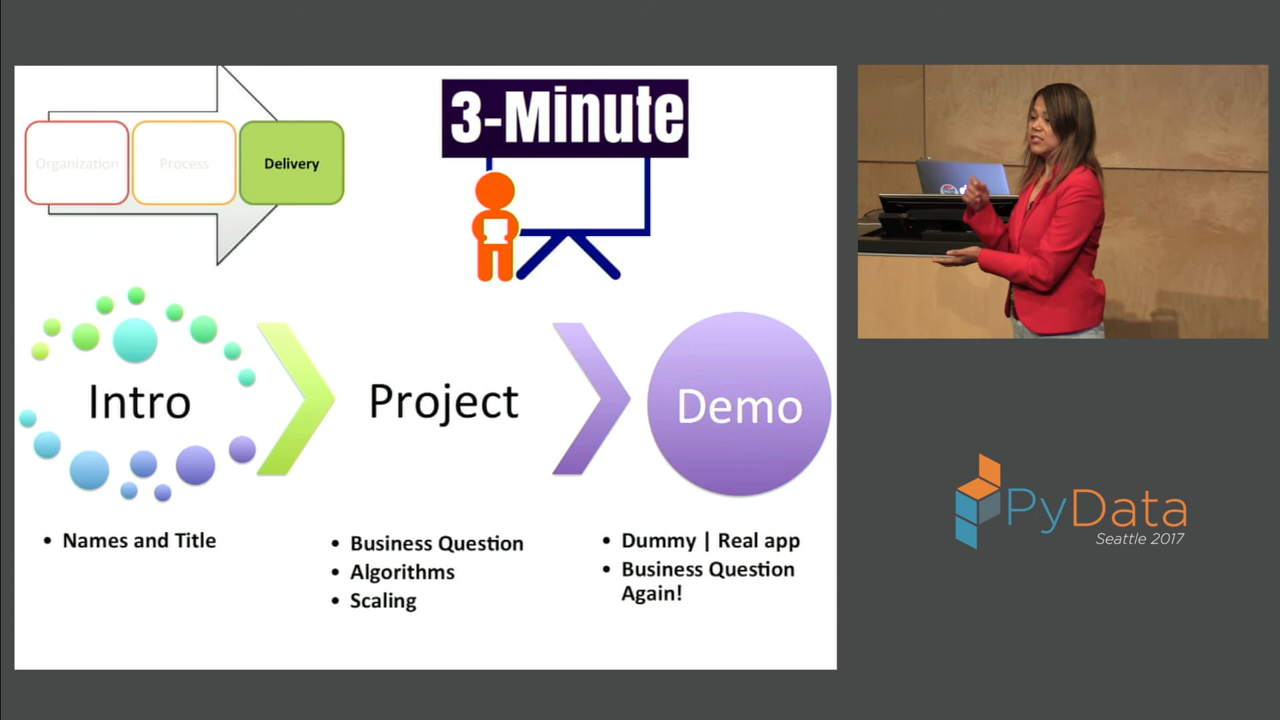 Organization
Process
Delivery
3-Minute
Intro
Project
Demo
• Names and Title
• Business Question
• Algorithms
• Scaling
• Dummy | Real app
• Business Question
Again!
PyData
Seattle 2017